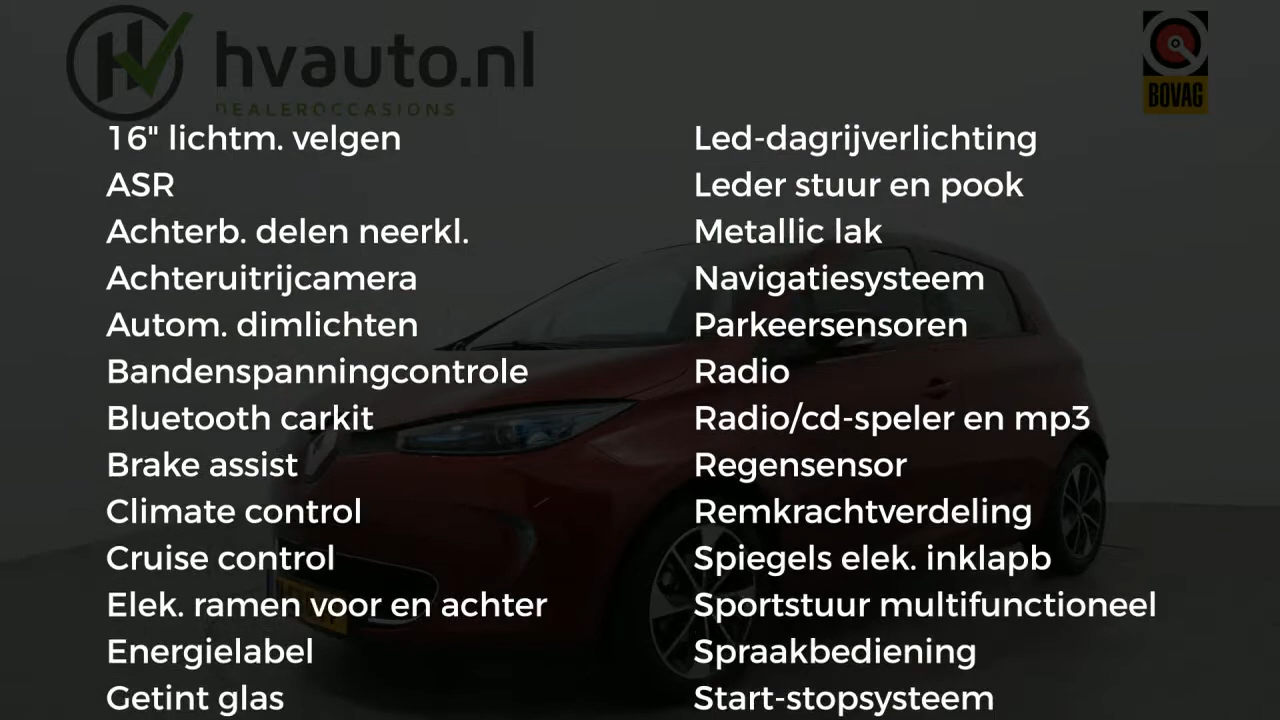 hvauto.nl
DEALEROCCASIONS
BOVAG
16" lichtm. velgen
ASR
Achterb. delen neerkl.
Achteruitrijcamera
Autom. dimlichten
Bandenspanningcontrole
Bluetooth carkit
Brake assist
Climate control
Cruise control
Elek. ramen voor en achter
Energielabel
Getint glas
Led-dagrijverlichting
Leder stuur en pook
Metallic lak
Navigatiesysteem
Parkeersensoren
Radio
Radio/cd-speler en mp3
Regensensor
Remkrachtverdeling
Spiegels elek. inklapb
Sportstuur multifunctioneel
Spraakbediening
Start-stopsysteem